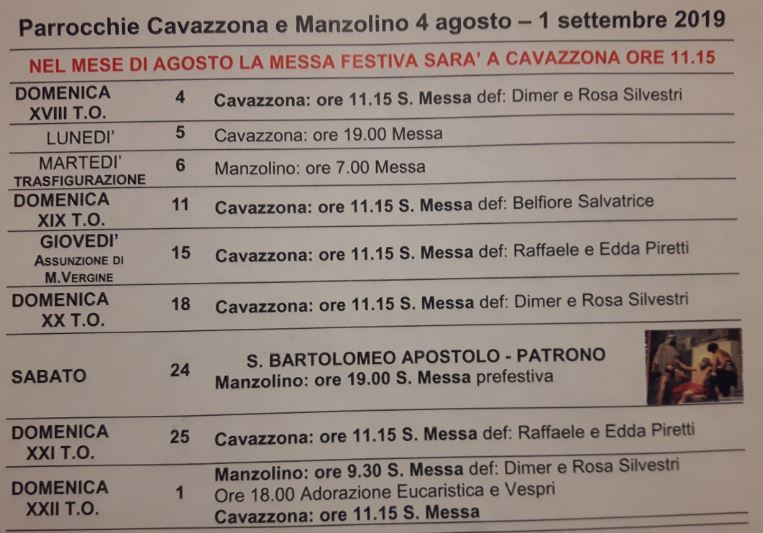 Parrocchie Cavazzona e Manzolino 4 agosto – 1 settembre 2019
NEL MESE DI AGOSTO LA MESSA FESTIVA SARA' A CAVAZZONA ORE 11.15
DOMENICA
XVIII T.O.
4
Cavazzona: ore 11.15 S. Messa def: Dimer e Rosa Silvestri
LUNEDI'
5
Cavazzona: ore 19.00 Messa
MARTEDI'
TRASFIGURAZIONE
6
Manzolino: ore 7.00 Messa
DOMENICA
XIX T.O.
11
Cavazzona: ore 11.15 S. Messa def: Belfiore Salvatrice
GIOVEDI'
ASSUNZIONE DI
M.VERGINE
15
Cavazzona: ore 11.15 S. Messa def: Raffaele e Edda Piretti
DOMENICA
XX T.O.
18
Cavazzona: ore 11.15 S. Messa def: Dimer e Rosa Silvestri
SABATO
24
S. BARTOLOMEO APOSTOLO - PATRONO
Manzolino: ore 19.00 S. Messa prefestiva
DOMENICA
XXI T.O.
25
Cavazzona: ore 11.15 S. Messa def: Raffaele e Edda Piretti
DOMENICA
XXII T.O.
1
Manzolino: ore 9.30 S. Messa def: Dimer e Rosa Silvestri
Ore 18.00 Adorazione Eucaristica e Vespri
Cavazzona: ore 11.15 S. Messa